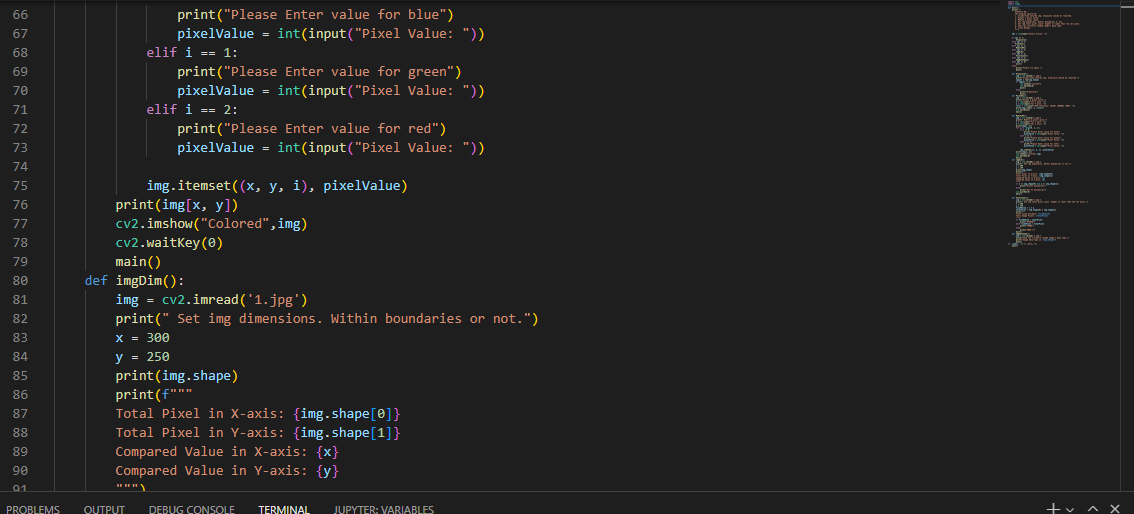 66 print("Please Enter value for blue")
67 pixelValue = int(input("Pixel Value: "))
68 elif i == 1:
69 print("Please Enter value for green")
70 pixelValue = int(input("Pixel Value: "))
71 elif i == 2:
72 print("Please Enter value for red")
73 pixelValue = int(input("Pixel Value: "))
74
75 img.itemset((x, y, i), pixelValue)
76 print(img[x, y])
77 cv2.imshow("Colored",img)
78 cv2.waitKey(0)
79 main()
80 def imgDim():
81 img = cv2.imread('1.jpg')
82 print(" Set img dimensions. Within boundaries or not.")
83 x = 300
84 y = 250
85 print(img.shape)
86 print(f"""
87 Total Pixel in X-axis: {img.shape[0]}
88 Total Pixel in Y-axis: {img.shape[1]}
89 Compared Value in X-axis: {x}
90 Compared Value in Y-axis: {y}
91 """)
PROBLEMS OUTPUT DEBUG CONSOLE TERMINAL JUPYTER: VARIABLES